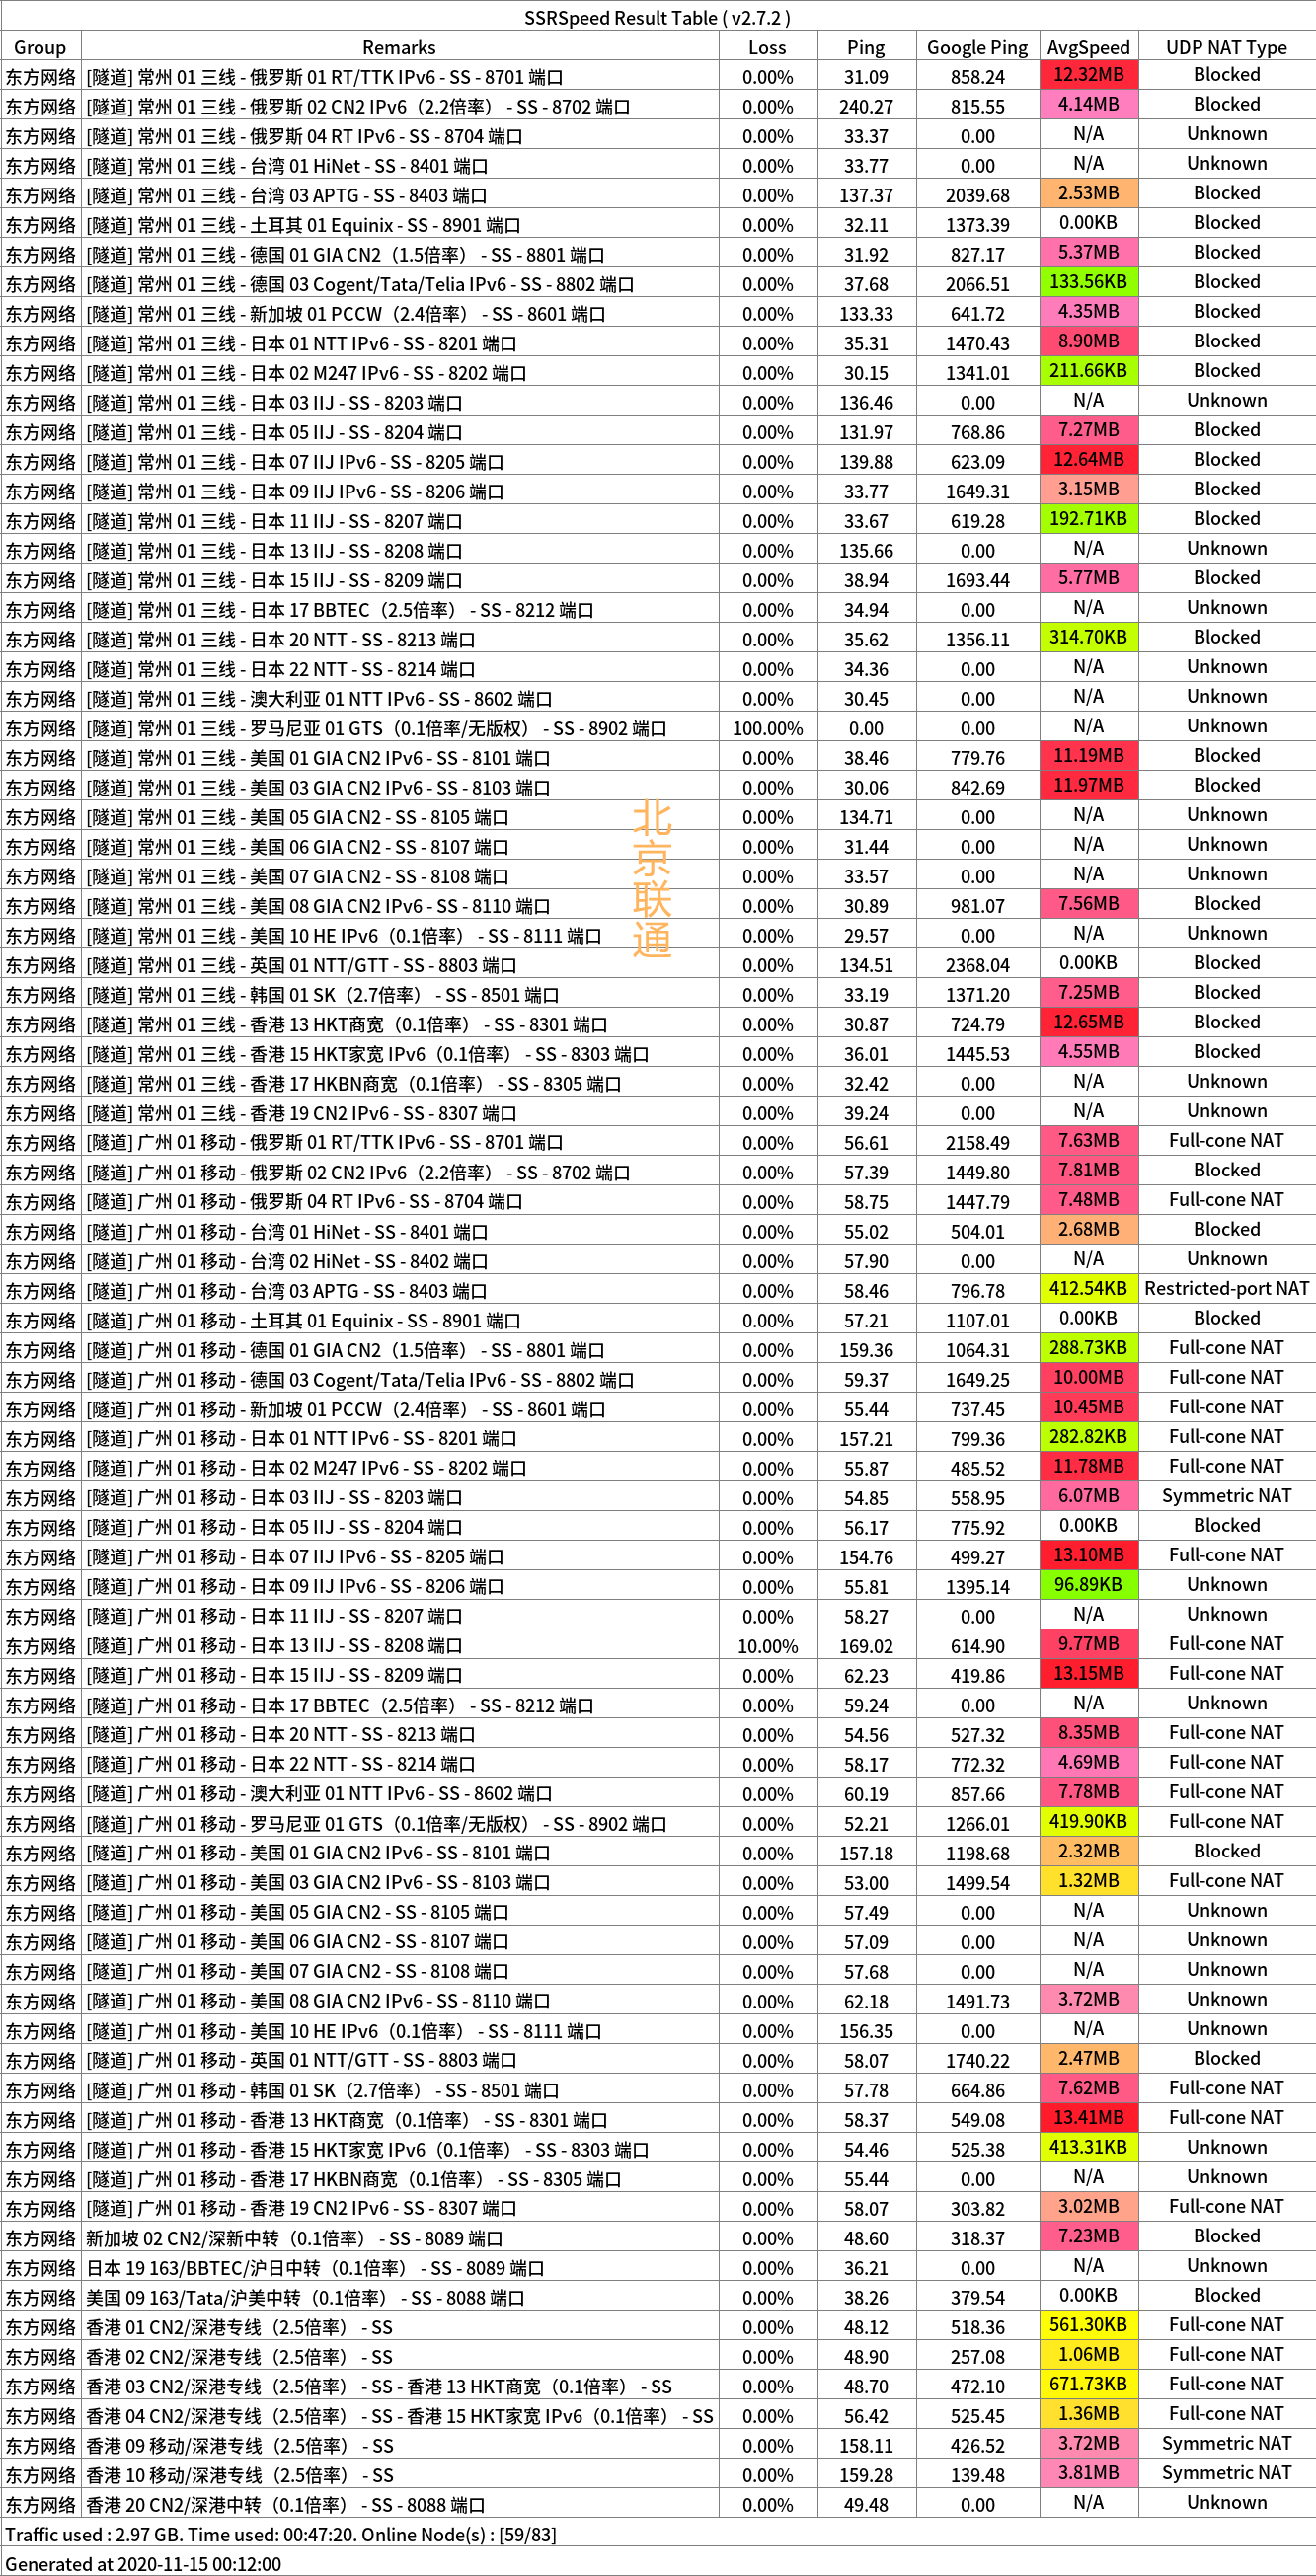 SSRSpeed Result Table ( v2.7.2 )
Group Remarks Loss Ping Google Ping AvgSpeed UDP NAT Type
东方网络 [隧道] 常州 01 三线 - 俄罗斯 01 RT/TTK IPv6 - SS - 8701 端口 0.00% 31.09 858.24 12.32MB Blocked
东方网络 [隧道] 常州 01 三线 - 俄罗斯 02 CN2 IPv6（2.2倍率） - SS - 8702 端口 0.00% 240.27 815.55 4.14MB Blocked
东方网络 [隧道] 常州 01 三线 - 俄罗斯 04 RT IPv6 - SS - 8704 端口 0.00% 33.37 0.00 N/A Unknown
东方网络 [隧道] 常州 01 三线 - 台湾 01 HiNet - SS - 8401 端口 0.00% 33.77 0.00 N/A Unknown
东方网络 [隧道] 常州 01 三线 - 台湾 03 APTG - SS - 8403 端口 0.00% 137.37 2039.68 2.53MB Blocked
东方网络 [隧道] 常州 01 三线 - 土耳其 01 Equinix - SS - 8901 端口 0.00% 32.11 1373.39 0.00KB Blocked
东方网络 [隧道] 常州 01 三线 - 德国 01 GIA CN2（1.5倍率） - SS - 8801 端口 0.00% 31.92 827.17 5.37MB Blocked
东方网络 [隧道] 常州 01 三线 - 德国 03 Cogent/Tata/Telia IPv6 - SS - 8802 端口 0.00% 37.68 2066.51 133.56KB Blocked
东方网络 [隧道] 常州 01 三线 - 新加坡 01 PCCW（2.4倍率） - SS - 8601 端口 0.00% 133.33 641.72 4.35MB Blocked
东方网络 [隧道] 常州 01 三线 - 日本 01 NTT IPv6 - SS - 8201 端口 0.00% 35.31 1470.43 8.90MB Blocked
东方网络 [隧道] 常州 01 三线 - 日本 02 M247 IPv6 - SS - 8202 端口 0.00% 30.15 1341.01 211.66KB Blocked
东方网络 [隧道] 常州 01 三线 - 日本 03 IIJ - SS - 8203 端口 0.00% 136.46 0.00 N/A Unknown
东方网络 [隧道] 常州 01 三线 - 日本 05 IIJ - SS - 8204 端口 0.00% 131.97 768.86 7.27MB Blocked
东方网络 [隧道] 常州 01 三线 - 日本 07 IIJ IPv6 - SS - 8205 端口 0.00% 139.88 623.09 12.64MB Blocked
东方网络 [隧道] 常州 01 三线 - 日本 09 IIJ IPv6 - SS - 8206 端口 0.00% 33.77 1649.31 3.15MB Blocked
东方网络 [隧道] 常州 01 三线 - 日本 11 IIJ - SS - 8207 端口 0.00% 33.67 619.28 192.71KB Blocked
东方网络 [隧道] 常州 01 三线 - 日本 13 IIJ - SS - 8208 端口 0.00% 135.66 0.00 N/A Unknown
东方网络 [隧道] 常州 01 三线 - 日本 15 IIJ - SS - 8209 端口 0.00% 38.94 1693.44 5.77MB Blocked
东方网络 [隧道] 常州 01 三线 - 日本 17 BBTEC（2.5倍率） - SS - 8212 端口 0.00% 34.94 0.00 N/A Unknown
东方网络 [隧道] 常州 01 三线 - 日本 20 NTT - SS - 8213 端口 0.00% 35.62 1356.11 314.70KB Blocked
东方网络 [隧道] 常州 01 三线 - 日本 22 NTT - SS - 8214 端口 0.00% 34.36 0.00 N/A Unknown
东方网络 [隧道] 常州 01 三线 - 澳大利亚 01 NTT IPv6 - SS - 8602 端口 0.00% 30.45 0.00 N/A Unknown
东方网络 [隧道] 常州 01 三线 - 罗马尼亚 01 GTS（0.1倍率/无版权） - SS - 8902 端口 100.00% 0.00 0.00 N/A Unknown
东方网络 [隧道] 常州 01 三线 - 美国 01 GIA CN2 IPv6 - SS - 8101 端口 0.00% 38.46 779.76 11.19MB Blocked
东方网络 [隧道] 常州 01 三线 - 美国 03 GIA CN2 IPv6 - SS - 8103 端口 0.00% 30.06 842.69 11.97MB Blocked
东方网络 [隧道] 常州 01 三线 - 美国 05 GIA CN2 - SS - 8105 端口 0.00% 134.71 0.00 N/A Unknown
东方网络 [隧道] 常州 01 三线 - 美国 06 GIA CN2 - SS - 8107 端口 0.00% 31.44 0.00 N/A Unknown
东方网络 [隧道] 常州 01 三线 - 美国 07 GIA CN2 - SS - 8108 端口 0.00% 33.57 0.00 N/A Unknown
东方网络 [隧道] 常州 01 三线 - 美国 08 GIA CN2 IPv6 - SS - 8110 端口 0.00% 30.89 981.07 7.56MB Blocked
东方网络 [隧道] 常州 01 三线 - 美国 10 HE IPv6（0.1倍率） - SS - 8111 端口 0.00% 29.57 0.00 N/A Unknown
北京联通
东方网络 [隧道] 常州 01 三线 - 英国 01 NTT/GTT - SS - 8803 端口 0.00% 134.51 2368.04 0.00KB Blocked
东方网络 [隧道] 常州 01 三线 - 韩国 01 SK（2.7倍率） - SS - 8501 端口 0.00% 33.19 1371.20 7.25MB Blocked
东方网络 [隧道] 常州 01 三线 - 香港 13 HKT商宽（0.1倍率） - SS - 8301 端口 0.00% 30.87 724.79 12.65MB Blocked
东方网络 [隧道] 常州 01 三线 - 香港 15 HKT家宽 IPv6（0.1倍率） - SS - 8303 端口 0.00% 36.01 1445.53 4.55MB Blocked
东方网络 [隧道] 常州 01 三线 - 香港 17 HKBN商宽（0.1倍率） - SS - 8305 端口 0.00% 32.42 0.00 N/A Unknown
东方网络 [隧道] 常州 01 三线 - 香港 19 CN2 IPv6 - SS - 8307 端口 0.00% 39.24 0.00 N/A Unknown
东方网络 [隧道] 广州 01 移动 - 俄罗斯 01 RT/TTK IPv6 - SS - 8701 端口 0.00% 56.61 2158.49 7.63MB Full-cone NAT
东方网络 [隧道] 广州 01 移动 - 俄罗斯 02 CN2 IPv6（2.2倍率） - SS - 8702 端口 0.00% 57.39 1449.80 7.81MB Blocked
东方网络 [隧道] 广州 01 移动 - 俄罗斯 04 RT IPv6 - SS - 8704 端口 0.00% 58.75 1447.79 7.48MB Full-cone NAT
东方网络 [隧道] 广州 01 移动 - 台湾 01 HiNet - SS - 8401 端口 0.00% 55.02 504.01 2.68MB Blocked
东方网络 [隧道] 广州 01 移动 - 台湾 02 HiNet - SS - 8402 端口 0.00% 57.90 0.00 N/A Unknown
东方网络 [隧道] 广州 01 移动 - 台湾 03 APTG - SS - 8403 端口 0.00% 58.46 796.78 412.54KB Restricted-port NAT
东方网络 [隧道] 广州 01 移动 - 土耳其 01 Equinix - SS - 8901 端口 0.00% 57.21 1107.01 0.00KB Blocked
东方网络 [隧道] 广州 01 移动 - 德国 01 GIA CN2（1.5倍率） - SS - 8801 端口 0.00% 159.36 1064.31 288.73KB Full-cone NAT
东方网络 [隧道] 广州 01 移动 - 德国 03 Cogent/Tata/Telia IPv6 - SS - 8802 端口 0.00% 59.37 1649.25 10.00MB Full-cone NAT
东方网络 [隧道] 广州 01 移动 - 新加坡 01 PCCW（2.4倍率） - SS - 8601 端口 0.00% 55.44 737.45 10.45MB Full-cone NAT
东方网络 [隧道] 广州 01 移动 - 日本 01 NTT IPv6 - SS - 8201 端口 0.00% 157.21 799.36 282.82KB Full-cone NAT
东方网络 [隧道] 广州 01 移动 - 日本 02 M247 IPv6 - SS - 8202 端口 0.00% 55.87 485.52 11.78MB Full-cone NAT
东方网络 [隧道] 广州 01 移动 - 日本 03 IIJ - SS - 8203 端口 0.00% 54.85 558.95 6.07MB Symmetric NAT
东方网络 [隧道] 广州 01 移动 - 日本 05 IIJ - SS - 8204 端口 0.00% 56.17 775.92 0.00KB Blocked
东方网络 [隧道] 广州 01 移动 - 日本 07 IIJ IPv6 - SS - 8205 端口 0.00% 154.76 499.27 13.10MB Full-cone NAT
东方网络 [隧道] 广州 01 移动 - 日本 09 IIJ IPv6 - SS - 8206 端口 0.00% 55.81 1395.14 96.89KB Unknown
东方网络 [隧道] 广州 01 移动 - 日本 11 IIJ - SS - 8207 端口 0.00% 58.27 0.00 N/A Unknown
东方网络 [隧道] 广州 01 移动 - 日本 13 IIJ - SS - 8208 端口 10.00% 169.02 614.90 9.77MB Full-cone NAT
东方网络 [隧道] 广州 01 移动 - 日本 15 IIJ - SS - 8209 端口 0.00% 62.23 419.86 13.15MB Full-cone NAT
东方网络 [隧道] 广州 01 移动 - 日本 17 BBTEC（2.5倍率） - SS - 8212 端口 0.00% 59.24 0.00 N/A Unknown
东方网络 [隧道] 广州 01 移动 - 日本 20 NTT - SS - 8213 端口 0.00% 54.56 527.32 8.35MB Full-cone NAT
东方网络 [隧道] 广州 01 移动 - 日本 22 NTT - SS - 8214 端口 0.00% 58.17 772.32 4.69MB Full-cone NAT
东方网络 [隧道] 广州 01 移动 - 澳大利亚 01 NTT IPv6 - SS - 8602 端口 0.00% 60.19 857.66 7.78MB Full-cone NAT
东方网络 [隧道] 广州 01 移动 - 罗马尼亚 01 GTS（0.1倍率/无版权） - SS - 8902 端口 0.00% 52.21 1266.01 419.90KB Full-cone NAT
东方网络 [隧道] 广州 01 移动 - 美国 01 GIA CN2 IPv6 - SS - 8101 端口 0.00% 157.18 1198.68 2.32MB Blocked
东方网络 [隧道] 广州 01 移动 - 美国 03 GIA CN2 IPv6 - SS - 8103 端口 0.00% 53.00 1499.54 1.32MB Full-cone NAT
东方网络 [隧道] 广州 01 移动 - 美国 05 GIA CN2 - SS - 8105 端口 0.00% 57.49 0.00 N/A Unknown
东方网络 [隧道] 广州 01 移动 - 美国 06 GIA CN2 - SS - 8107 端口 0.00% 57.09 0.00 N/A Unknown
东方网络 [隧道] 广州 01 移动 - 美国 07 GIA CN2 - SS - 8108 端口 0.00% 57.68 0.00 N/A Unknown
东方网络 [隧道] 广州 01 移动 - 美国 08 GIA CN2 IPv6 - SS - 8110 端口 0.00% 62.18 1491.73 3.72MB Unknown
东方网络 [隧道] 广州 01 移动 - 美国 10 HE IPv6（0.1倍率） - SS - 8111 端口 0.00% 156.35 0.00 N/A Unknown
东方网络 [隧道] 广州 01 移动 - 英国 01 NTT/GTT - SS - 8803 端口 0.00% 58.07 1740.22 2.47MB Blocked
东方网络 [隧道] 广州 01 移动 - 韩国 01 SK（2.7倍率） - SS - 8501 端口 0.00% 57.78 664.86 7.62MB Full-cone NAT
东方网络 [隧道] 广州 01 移动 - 香港 13 HKT商宽（0.1倍率） - SS - 8301 端口 0.00% 58.37 549.08 13.41MB Full-cone NAT
东方网络 [隧道] 广州 01 移动 - 香港 15 HKT家宽 IPv6（0.1倍率） - SS - 8303 端口 0.00% 54.46 525.38 413.31KB Unknown
东方网络 [隧道] 广州 01 移动 - 香港 17 HKBN商宽（0.1倍率） - SS - 8305 端口 0.00% 55.44 0.00 N/A Unknown
东方网络 [隧道] 广州 01 移动 - 香港 19 CN2 IPv6 - SS - 8307 端口 0.00% 58.07 303.82 3.02MB Full-cone NAT
东方网络 新加坡 02 CN2/深新中转（0.1倍率） - SS - 8089 端口 0.00% 48.60 318.37 7.23MB Blocked
东方网络 日本 19 163/BBTEC/沪日中转（0.1倍率） - SS - 8089 端口 0.00% 36.21 0.00 N/A Unknown
东方网络 美国 09 163/Tata/沪美中转（0.1倍率） - SS - 8088 端口 0.00% 38.26 379.54 0.00KB Blocked
东方网络 香港 01 CN2/深港专线（2.5倍率） - SS 0.00% 48.12 518.36 561.30KB Full-cone NAT
东方网络 香港 02 CN2/深港专线（2.5倍率） - SS 0.00% 48.90 257.08 1.06MB Full-cone NAT
东方网络 香港 03 CN2/深港专线（2.5倍率） - SS - 香港 13 HKT商宽（0.1倍率） - SS 0.00% 48.70 472.10 671.73KB Full-cone NAT
东方网络 香港 04 CN2/深港专线（2.5倍率） - SS - 香港 15 HKT家宽 IPv6（0.1倍率） - SS 0.00% 56.42 525.45 1.36MB Full-cone NAT
东方网络 香港 09 移动/深港专线（2.5倍率） - SS 0.00% 158.11 426.52 3.72MB Symmetric NAT
东方网络 香港 10 移动/深港专线（2.5倍率） - SS 0.00% 159.28 139.48 3.81MB Symmetric NAT
东方网络 香港 20 CN2/深港中转（0.1倍率） - SS - 8088 端口 0.00% 49.48 0.00 N/A Unknown
Traffic used : 2.97 GB. Time used: 00:47:20. Online Node(s) : [59/83]
Generated at 2020-11-15 00:12:00